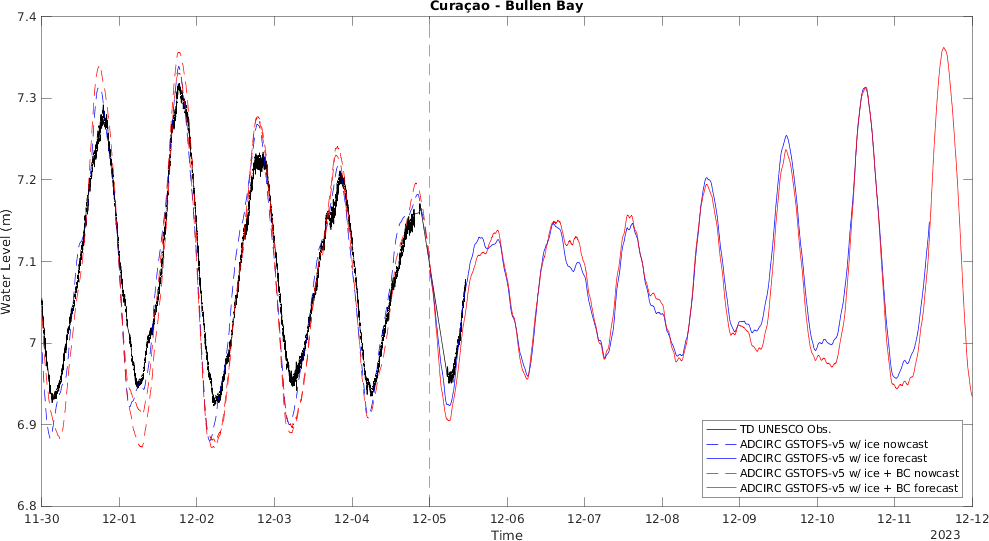 Curaçao - Bullen Bay
Water Level (m)
7.4
7.3
7.2
7.1
7
6.9
6.8
11-30
12-01
12-02
12-03
12-04
12-05
12-06
12-07
12-08
12-09
12-10
12-11
12-12
Time
2023
TD UNESCO Obs.
ADCIRC GSTOFS-v5 w/ ice nowcast
ADCIRC GSTOFS-v5 w/ ice forecast
ADCIRC GSTOFS-v5 w/ ice + BC nowcast
ADCIRC GSTOFS-v5 w/ ice + BC forecast